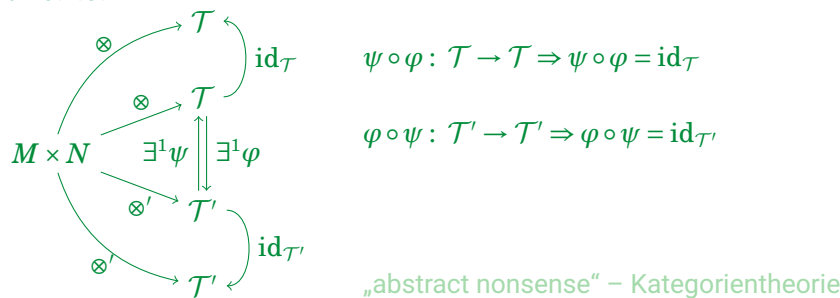 𝒯
⊗
id_𝒯
ψ ∘ φ : 𝒯 → 𝒯 ⇒ ψ ∘ φ = id_𝒯
𝒯
⊗
φ ∘ ψ : 𝒯′ → 𝒯′ ⇒ φ ∘ ψ = id_𝒯′
M × N
∃¹ψ ∃¹φ
⊗′
𝒯′
id_𝒯′
⊗′
𝒯′
„abstract nonsense“ – Kategorientheorie